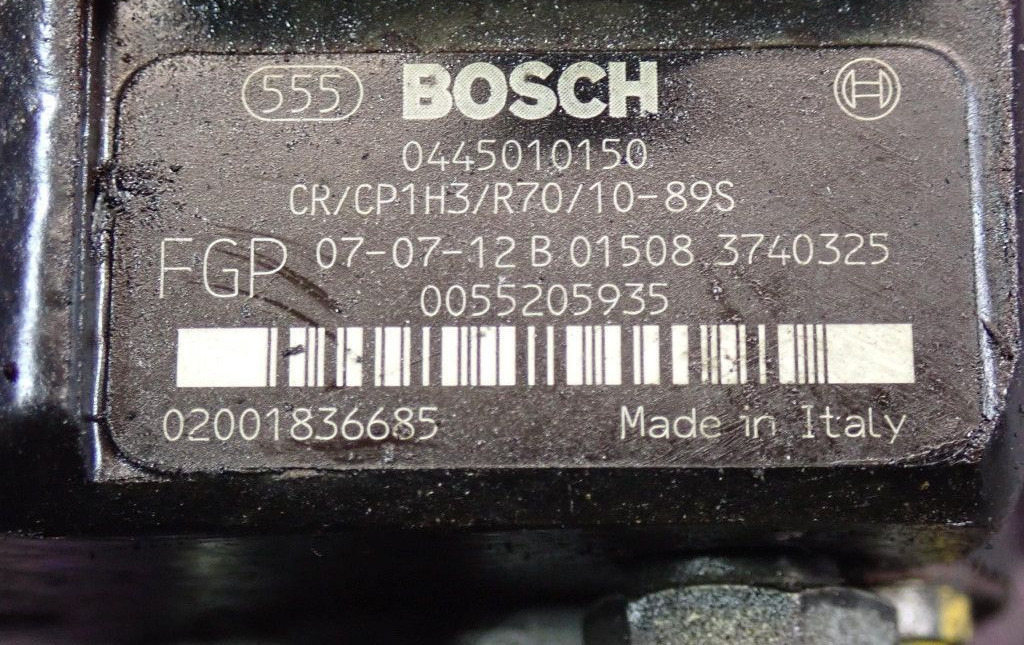 555 BOSCH
0445010150
CR/CP1H3/R70/10-89S
FGP 07-07-12 B 01508 3740325
0055205935
02001836685 Made in Italy